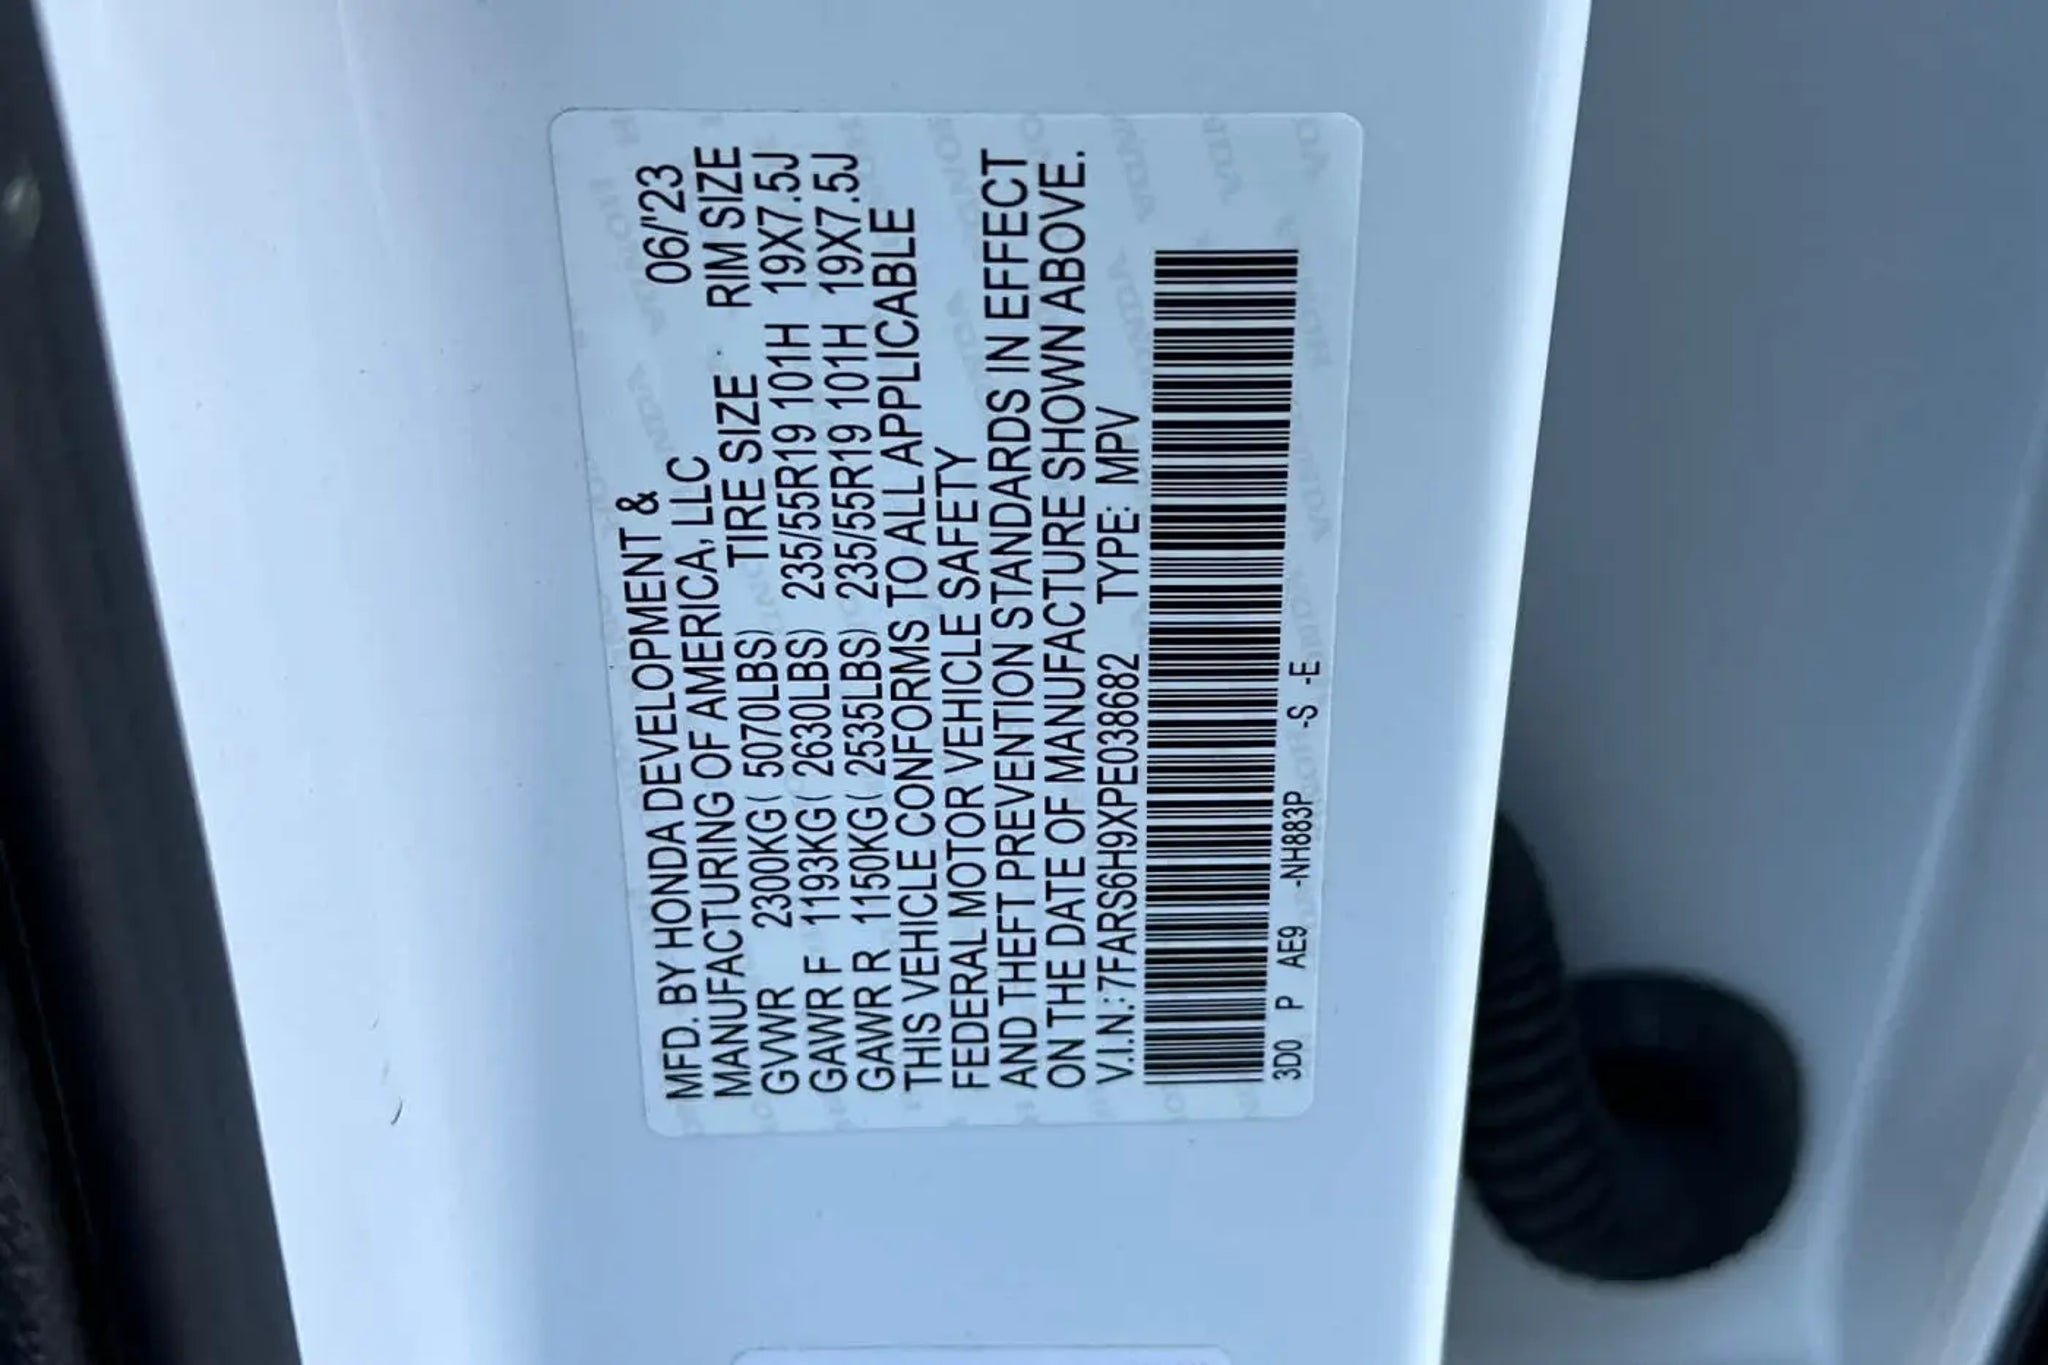 MFD. BY HONDA DEVELOPMENT &
MANUFACTURING OF AMERICA, LLC 06/'23
GVWR 2300KG( 5070LBS) TIRE SIZE RIM SIZE
GAWR F 1193KG( 2630LBS) 235/55R19 101H 19X7.5J
GAWR R 1150KG( 2535LBS) 235/55R19 101H 19X7.5J
THIS VEHICLE CONFORMS TO ALL APPLICABLE
FEDERAL MOTOR VEHICLE SAFETY
AND THEFT PREVENTION STANDARDS IN EFFECT
ON THE DATE OF MANUFACTURE SHOWN ABOVE.
V.I.N.: 7FARS6H9XPE038682 TYPE: MPV
3D0 P AE9 -NH883P -S -E